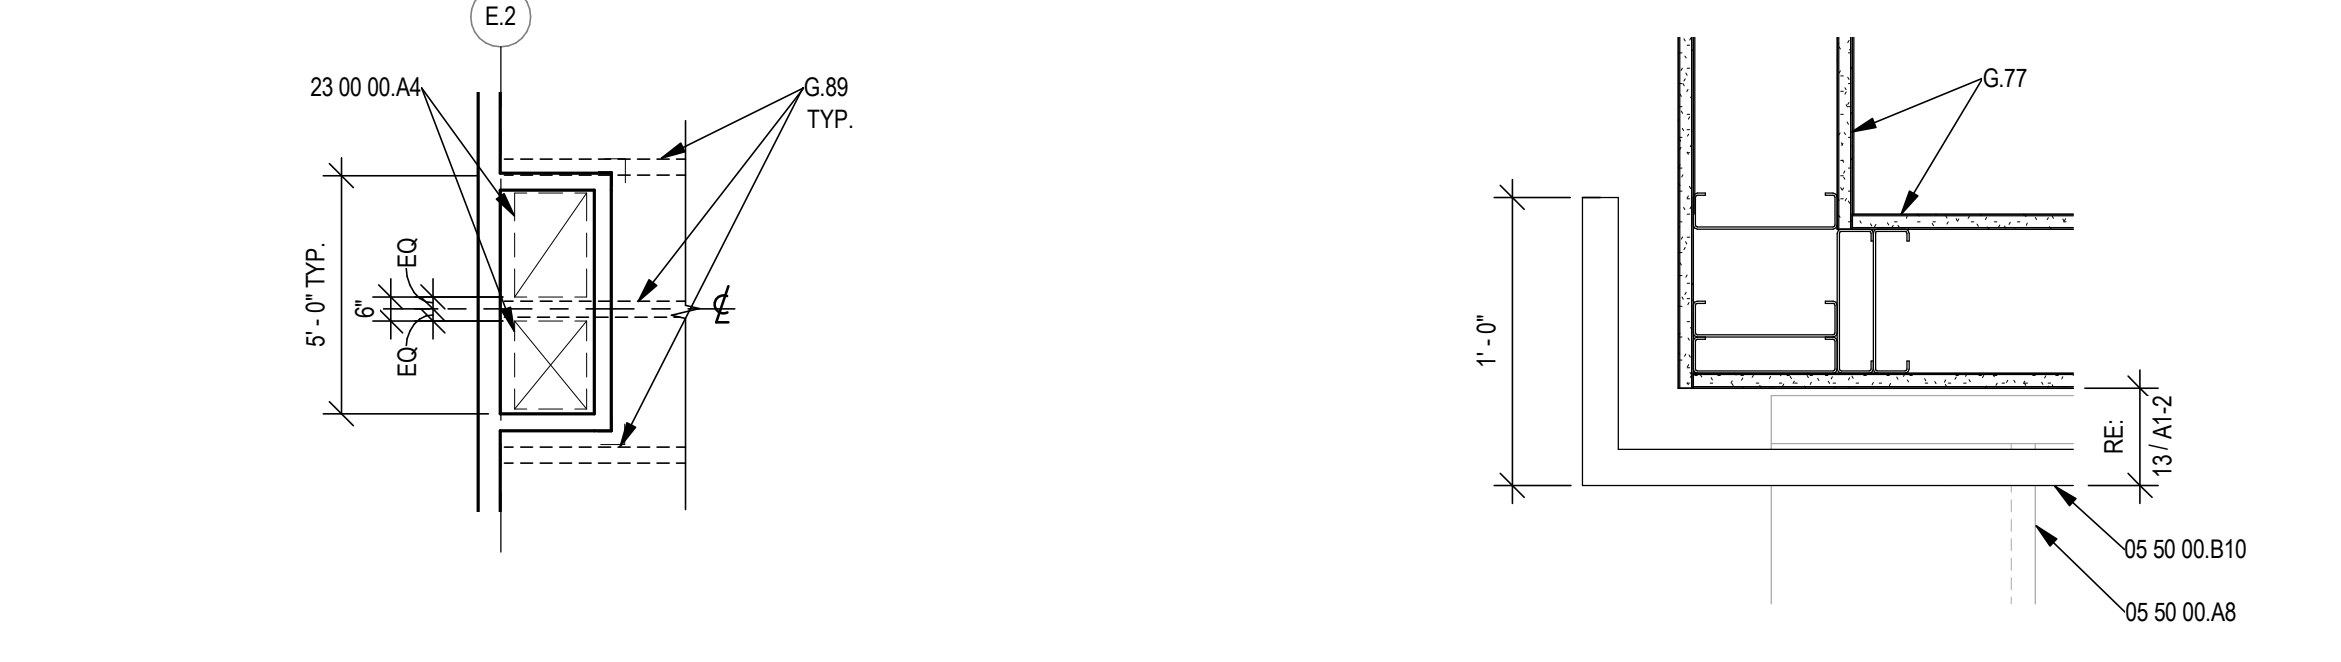 E.2
23 00 00.A4
G.89
TYP.
5' - 0" TYP.
6"
EQ
EQ
℄
G.77
1' - 0"
RE:
13 / A1-2
05 50 00.B10
05 50 00.A8